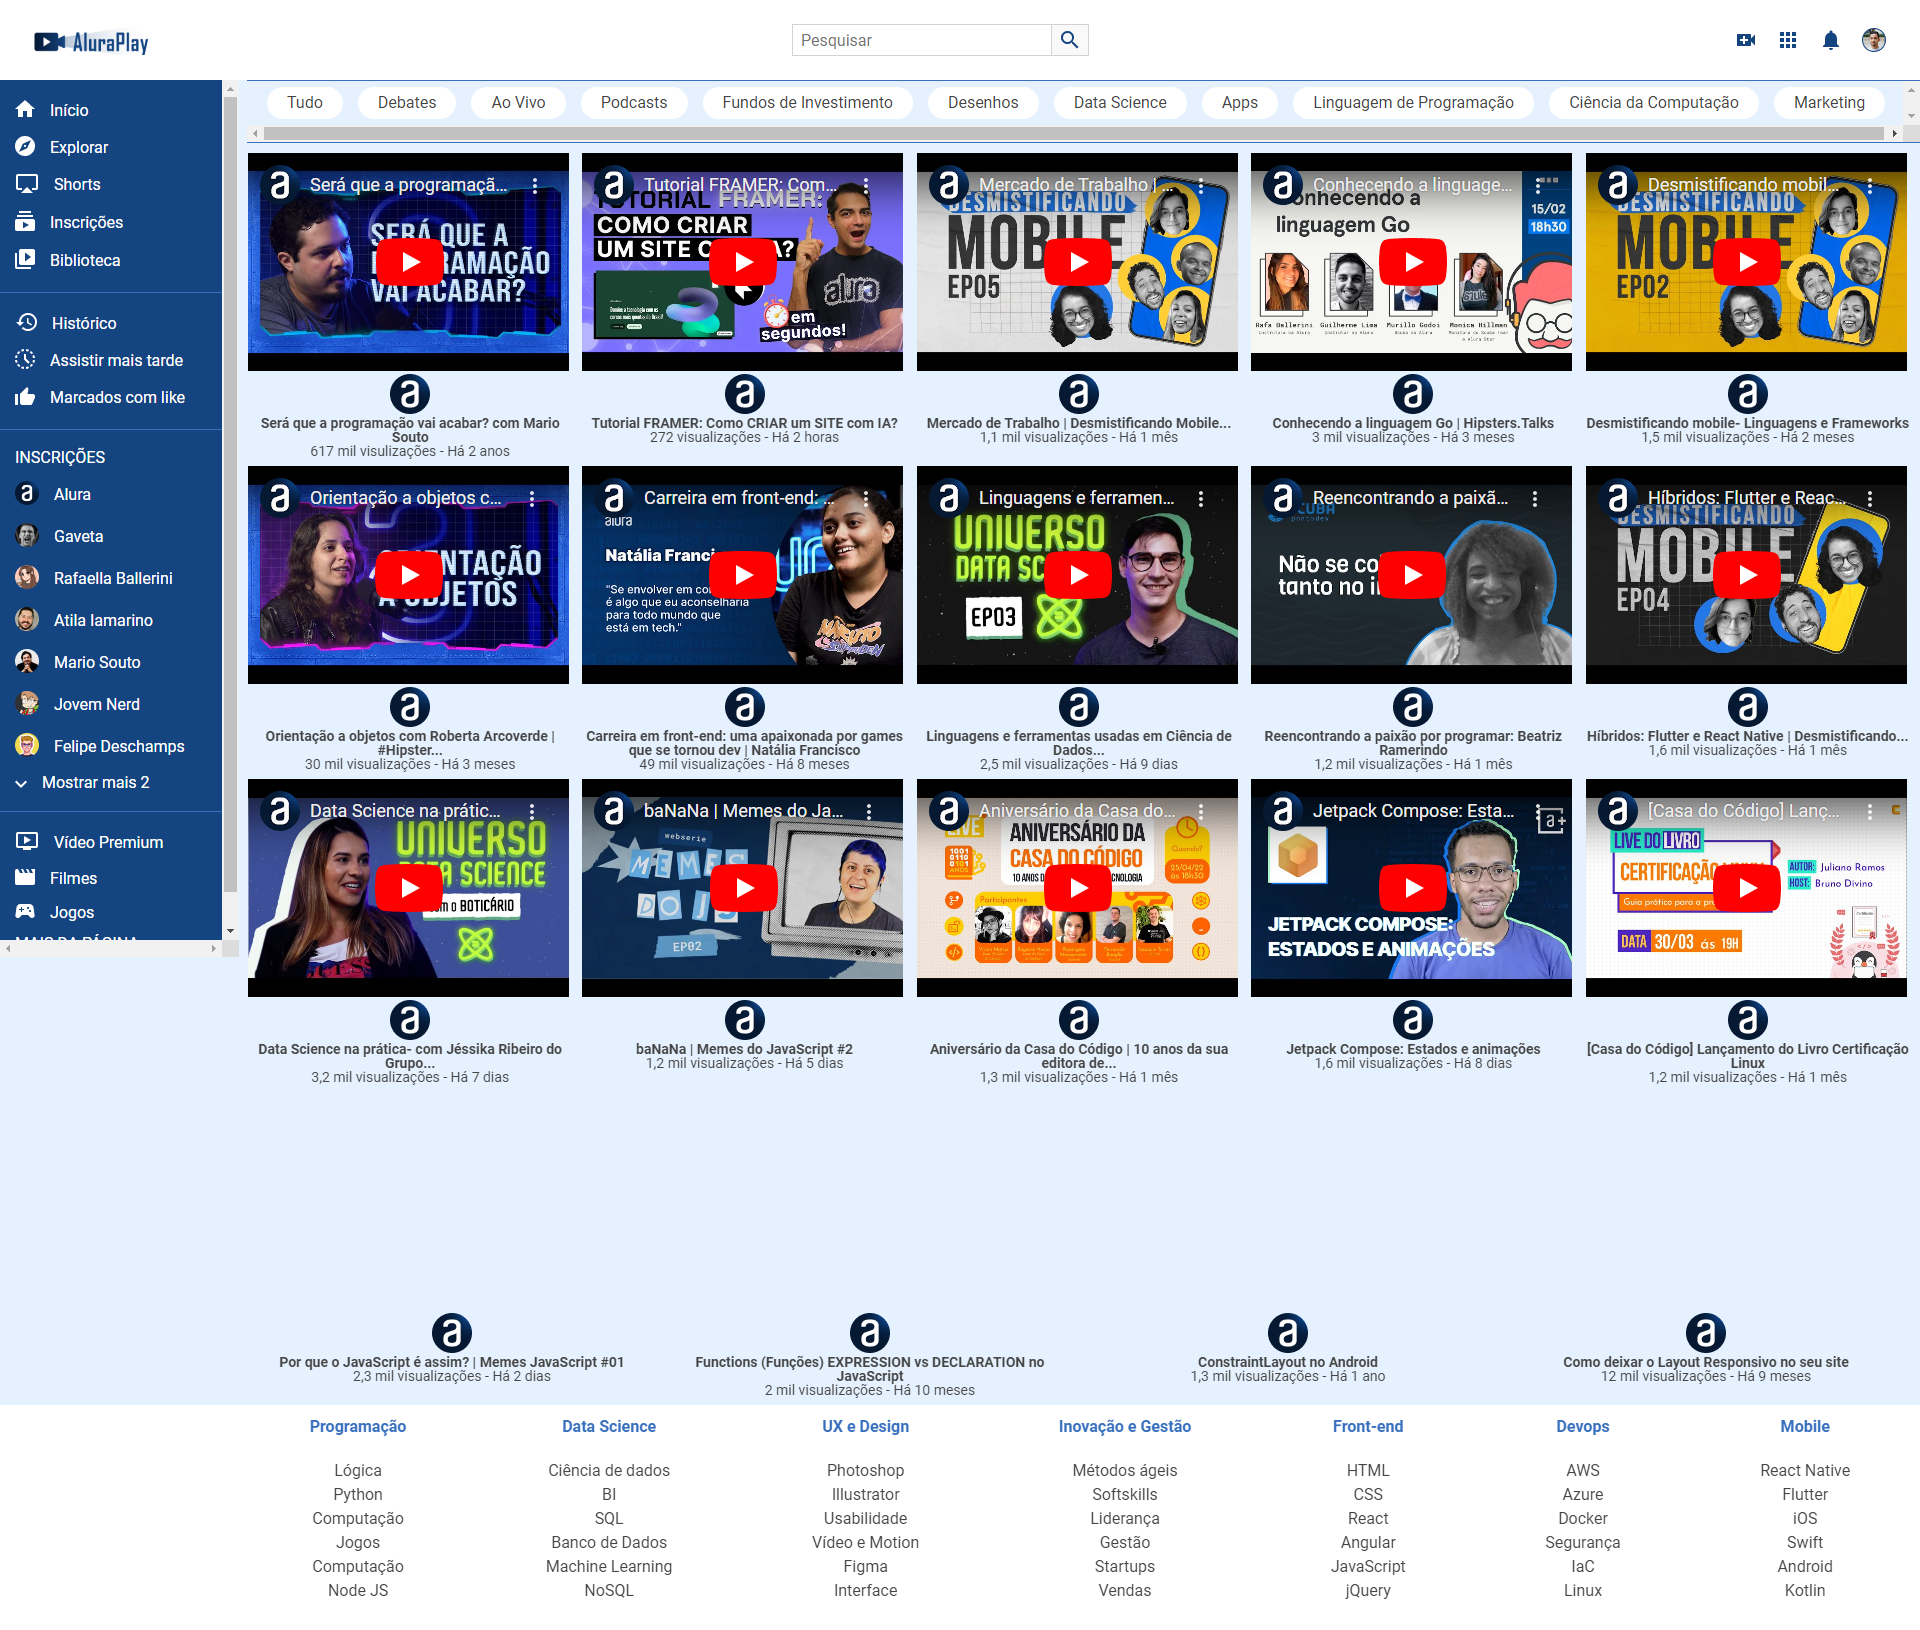 AluraPlay
Pesquisar
Início
Explorar
Shorts
Inscrições
Biblioteca
Histórico
Assistir mais tarde
Marcados com like
INSCRIÇÕES
Alura
Gaveta
Rafaella Ballerini
Atila Iamarino
Mario Souto
Jovem Nerd
Felipe Deschamps
Mostrar mais 2
Vídeo Premium
Filmes
Jogos
MAIS DA PÁGINA
Tudo
Debates
Ao Vivo
Podcasts
Fundos de Investimento
Desenhos
Data Science
Apps
Linguagem de Programação
Ciência da Computação
Marketing
Será que a programaçã...
SERÁ QUE A
VAI ACABAR?
Será que a programação vai acabar? com Mario
Souto
617 mil visulizações - Há 2 anos
Tutorial FRAMER: Com...
TUTORIAL FRAMER:
COMO CRIAR
UM SITE
alura
em
segundos!
Tutorial FRAMER: Como CRIAR um SITE com IA?
272 visualizações - Há 2 horas
Mercado de Trabalho | ...
DESMISTIFICANDO
MOBILE
EP05
Mercado de Trabalho | Desmistificando Mobile...
1,1 mil visualizações - Há 1 mês
Conhecendo a linguage...
Conhecendo a
linguagem Go
15/02
18h30
Rafa Ballerini
Guilherme Lima
Murillo Godoi
Monica Hillman
Conhecendo a linguagem Go | Hipsters.Talks
3 mil visualizações - Há 3 meses
Desmistificando mobil...
DESMISTIFICANDO
MOBILE
EP02
Desmistificando mobile- Linguagens e Frameworks
1,5 mil visualizações - Há 2 meses
Orientação a objetos c...
Orientação a objetos com Roberta Arcoverde |
#Hipster...
30 mil visualizações - Há 3 meses
Carreira em front-end: ...
alura
Natália
"Se envolver em
é algo que eu aconselharia
para todo mundo que
está em tech."
Carreira em front-end: uma apaixonada por games
que se tornou dev | Natália Francisco
49 mil visualizações - Há 8 meses
Linguagens e ferramen...
UNIVERSO
DATA
EP03
Linguagens e ferramentas usadas em Ciência de
Dados...
2,5 mil visualizações - Há 9 dias
Reencontrando a paixã...
Não se
tanto no
Reencontrando a paixão por programar: Beatriz
Ramerindo
1,2 mil visualizações - Há 1 mês
Híbridos: Flutter e Reac...
DESMISTIFICANDO
MOBILE
EP04
Híbridos: Flutter e React Native | Desmistificando...
1,6 mil visualizações - Há 1 mês
Data Science na prátic...
UNIVERSO
DATA SCIENCE
com o BOTICÁRIO
Data Science na prática- com Jéssika Ribeiro do
Grupo...
3,2 mil visualizações - Há 7 dias
baNaNa | Memes do Ja...
webserie
MEMES
DO JS
EP02
baNaNa | Memes do JavaScript #2
1,2 mil visualizações - Há 5 dias
Aniversário da Casa do...
LIVE
ANIVERSÁRIO DA
CASA DO CÓDIGO
Quando?
25/04/22
às 18h30
Participantes
Aniversário da Casa do Código | 10 anos da sua
editora de...
1,3 mil visualizações - Há 1 mês
Jetpack Compose: Esta...
a+
JETPACK COMPOSE:
ESTADOS E ANIMAÇÕES
Jetpack Compose: Estados e animações
1,6 mil visualizações - Há 8 dias
[Casa do Código] Lanç...
LIVE DO LIVRO
CERTIFICAÇÃO
AUTOR: Juliano Ramos
HOST: Bruno Divino
Guia prático para a
DATA 30/03 às 19H
[Casa do Código] Lançamento do Livro Certificação
Linux
1,2 mil visualizações - Há 1 mês
Por que o JavaScript é assim? | Memes JavaScript #01
2,3 mil visualizações - Há 2 dias
Functions (Funções) EXPRESSION vs DECLARATION no
JavaScript
2 mil visualizações - Há 10 meses
ConstraintLayout no Android
1,3 mil visualizações - Há 1 ano
Como deixar o Layout Responsivo no seu site
12 mil visualizações - Há 9 meses
Programação
Lógica
Python
Computação
Jogos
Computação
Node JS
Data Science
Ciência de dados
BI
SQL
Banco de Dados
Machine Learning
NoSQL
UX e Design
Photoshop
Illustrator
Usabilidade
Vídeo e Motion
Figma
Interface
Inovação e Gestão
Métodos ágeis
Softskills
Liderança
Gestão
Startups
Vendas
Front-end
HTML
CSS
React
Angular
JavaScript
jQuery
Devops
AWS
Azure
Docker
Segurança
IaC
Linux
Mobile
React Native
Flutter
iOS
Swift
Android
Kotlin